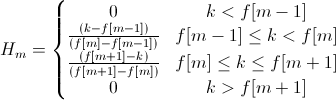 H_m = { 0 k < f[m − 1]
(k−f[m−1]) / (f[m]−f[m−1]) f[m − 1] ≤ k < f[m]
(f[m+1]−k) / (f[m+1]−f[m]) f[m] ≤ k ≤ f[m + 1]
0 k > f[m + 1]